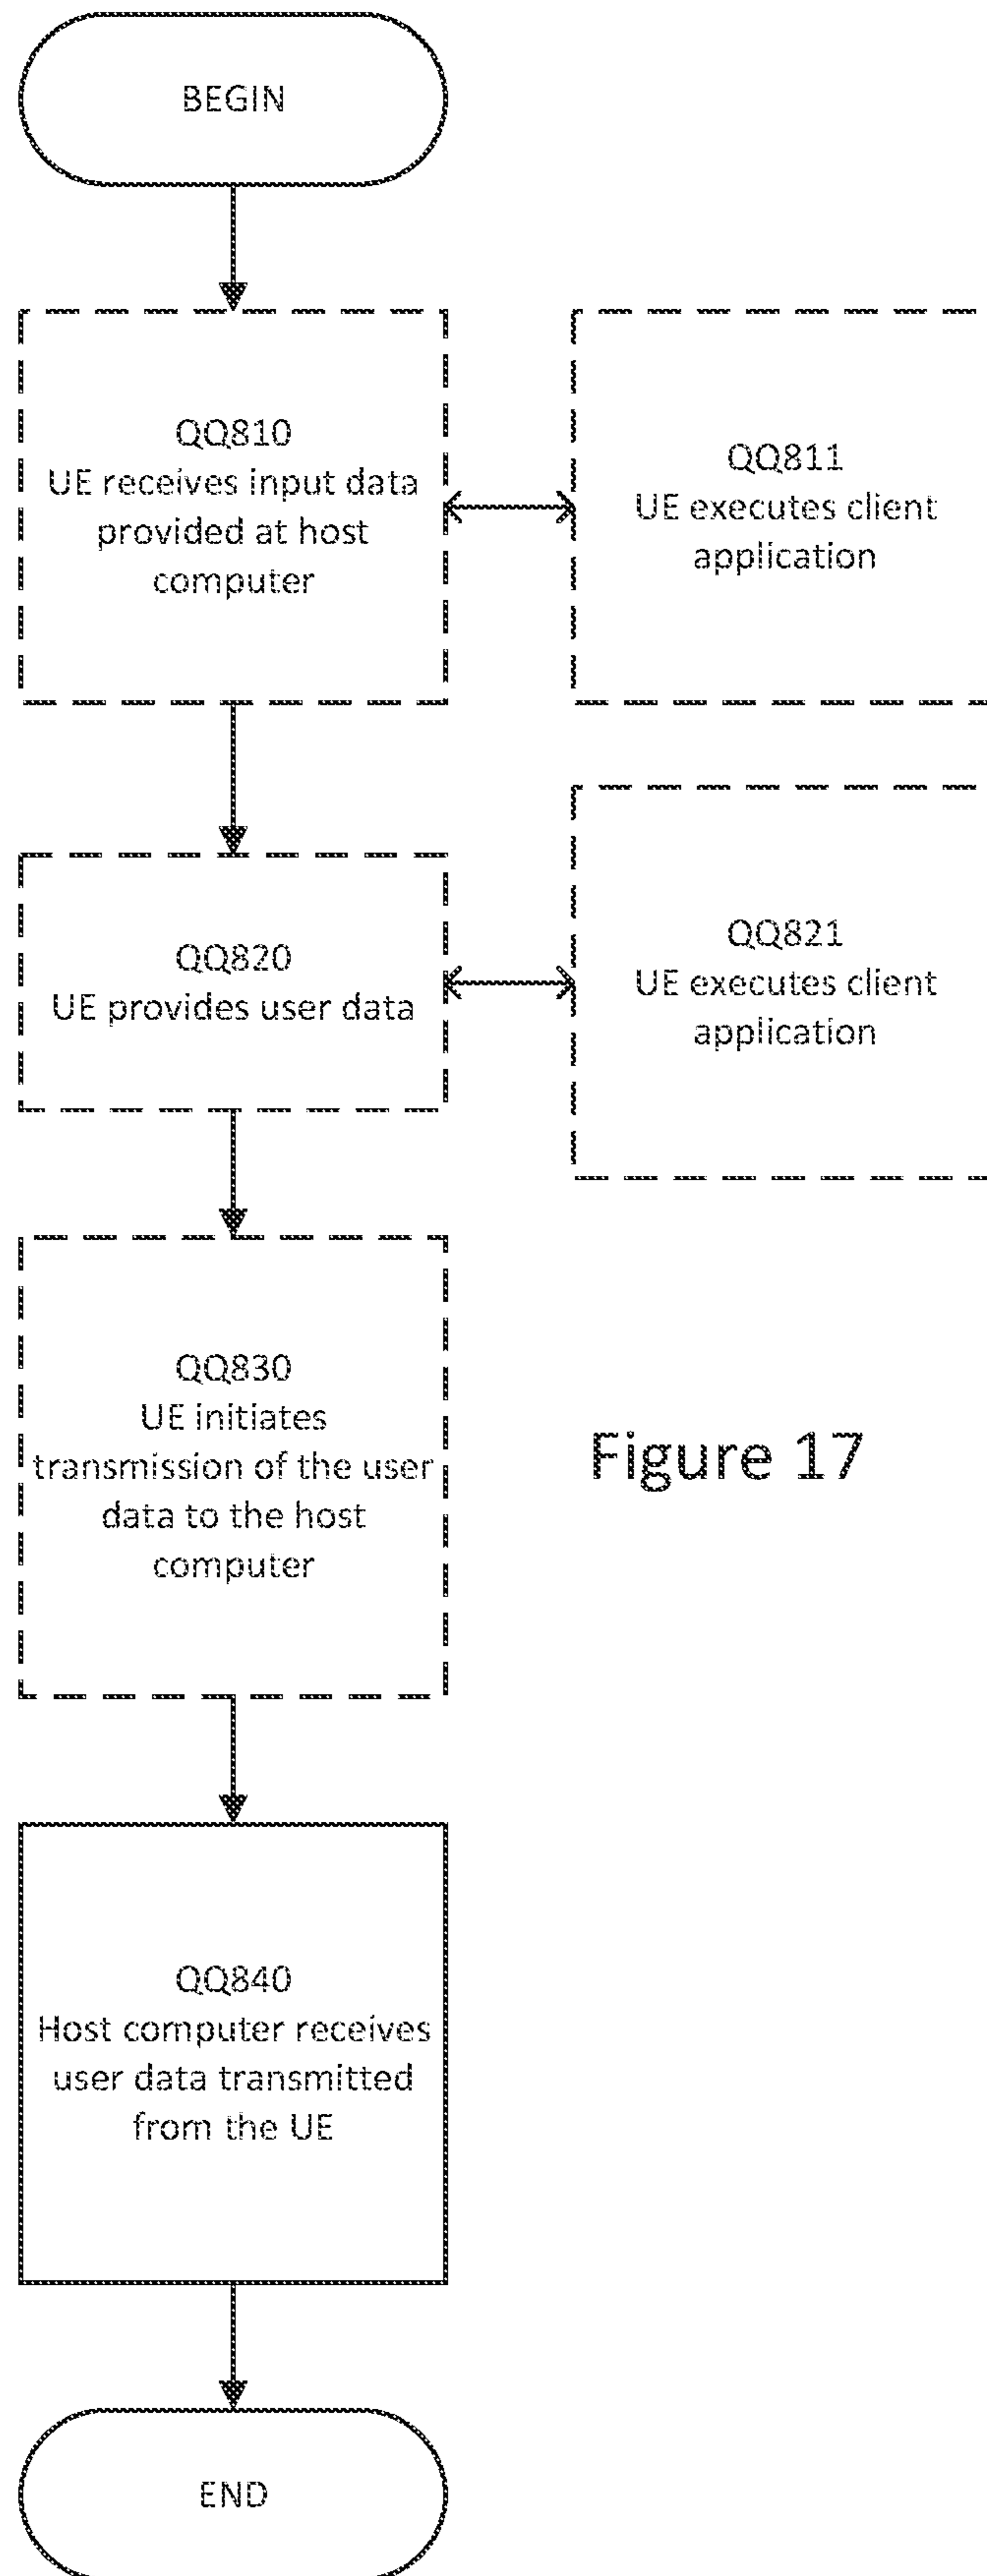 BEGIN
QQ810
UE receives input data
provided at host
computer
QQ811
UE executes client
application
QQ820
UE provides user data
QQ821
UE executes client
application
QQ830
UE initiates
transmission of the user
data to the host
computer
Figure 17
QQ840
Host computer receives
user data transmitted
from the UE
END